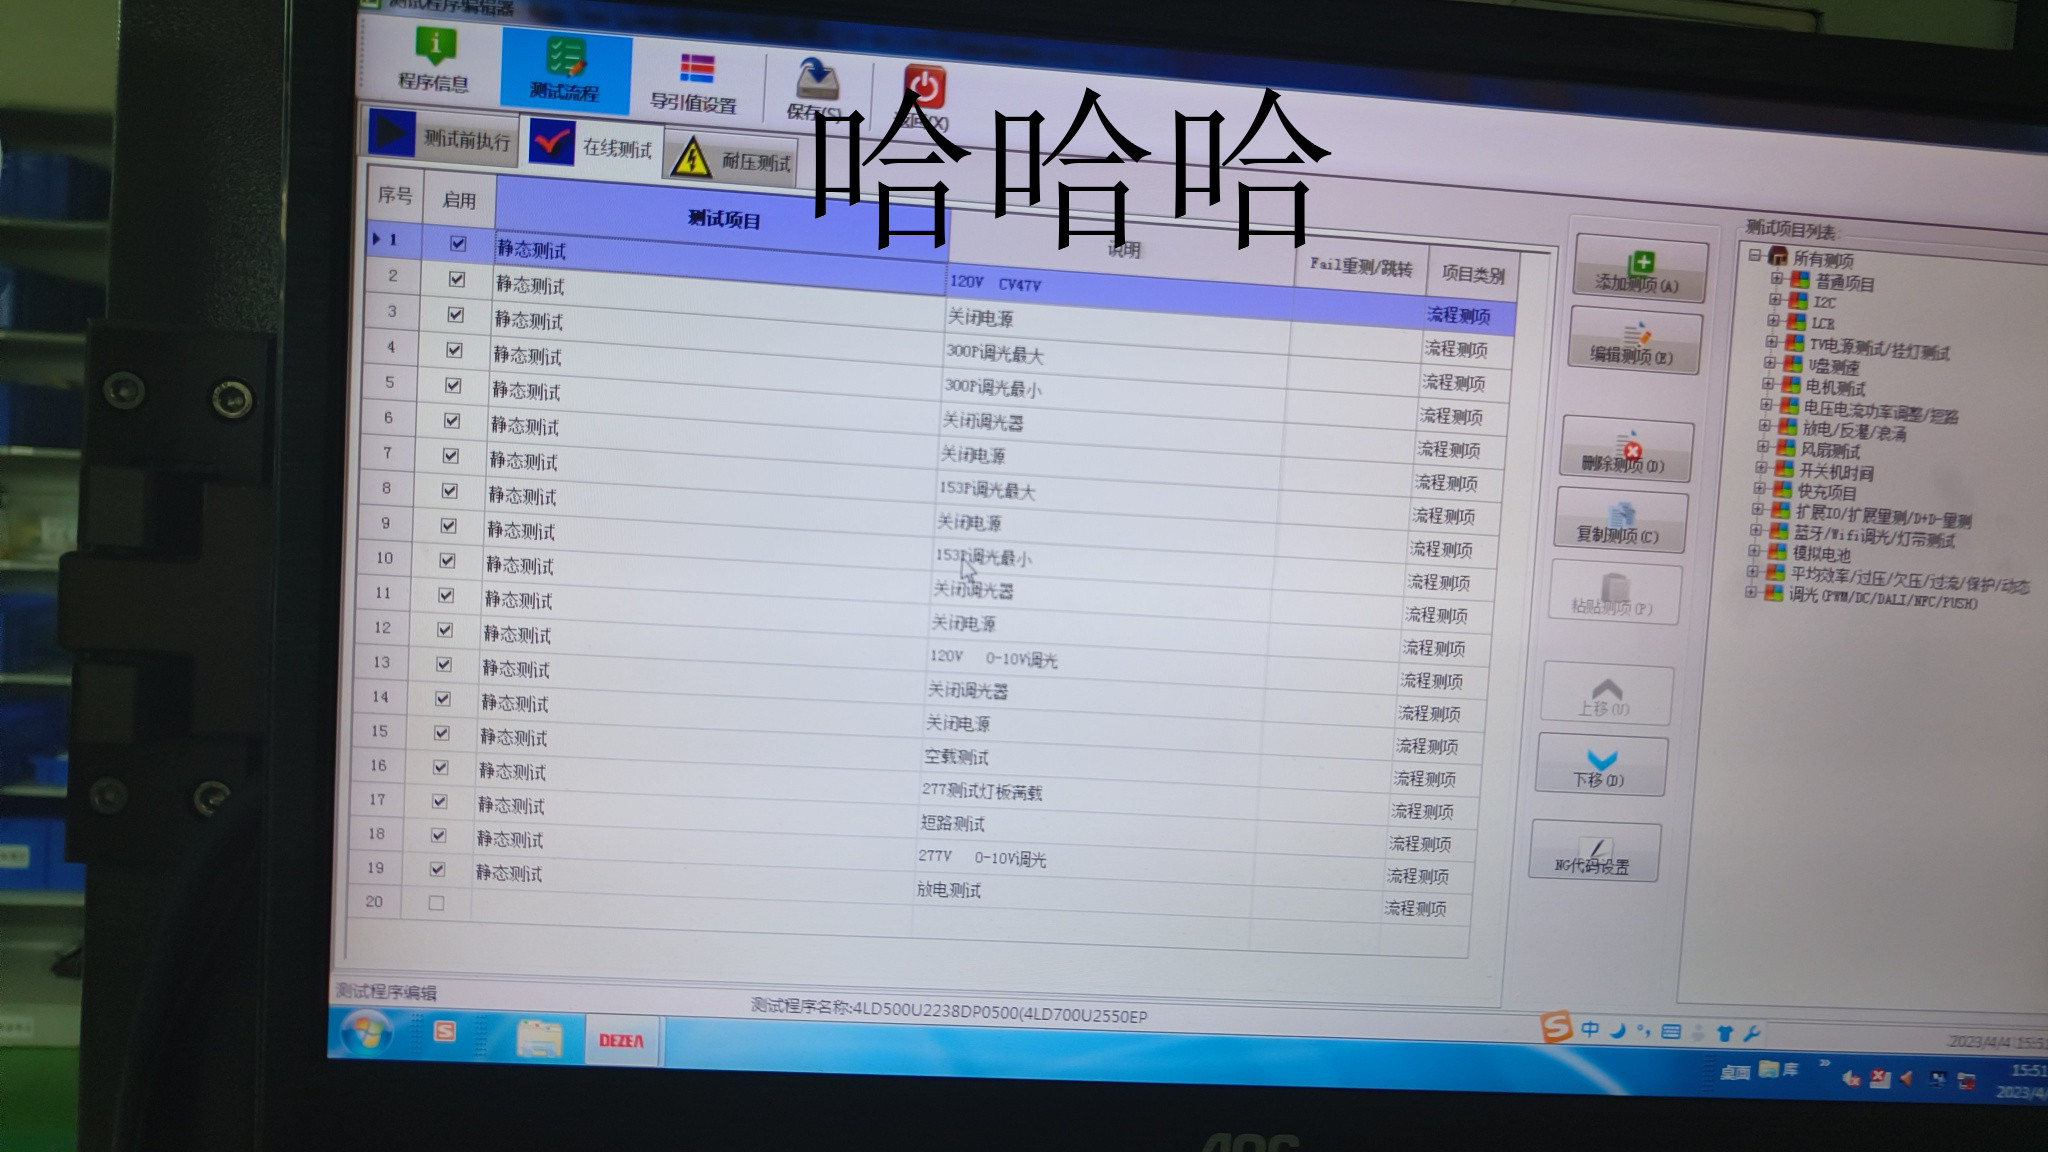 测试程序编辑器
程序信息
测试流程
导引值设置
保存(S)
返回(X)
哈哈哈
测试前执行
在线测试
耐压测试
序号 启用 测试项目 说明 Fail重测/跳转 项目类别
1 静态测试 120V CV47V 流程测项
2 静态测试 关闭电源 流程测项
3 静态测试 300P调光最大 流程测项
4 静态测试 300P调光最小 流程测项
5 静态测试 关闭调光器 流程测项
6 静态测试 关闭电源 流程测项
7 静态测试 153P调光最大 流程测项
8 静态测试 关闭电源 流程测项
9 静态测试 153P调光最小 流程测项
10 静态测试 关闭调光器 流程测项
11 静态测试 关闭电源 流程测项
12 静态测试 120V 0-10V调光 流程测项
13 静态测试 关闭调光器 流程测项
14 静态测试 关闭电源 流程测项
15 静态测试 空载测试 流程测项
16 静态测试 277测试灯板满载 流程测项
17 静态测试 短路测试 流程测项
18 静态测试 277V 0-10V调光 流程测项
19 静态测试 放电测试 流程测项
20
添加测项(A)
编辑测项(E)
删除测项(D)
复制测项(C)
粘贴测项(P)
上移(U)
下移(D)
NG代码设置
测试项目列表
所有测项
普通项目
I2C
LCR
TV电源测试/挂灯测试
U盘测速
电机测试
电压电流功率调整/短路
放电/反灌/浪涌
风扇测试
开关机时间
快充项目
扩展IO/扩展量测/D+D-量测
蓝牙/Wifi调光/灯带测试
模拟电池
平均效率/过压/欠压/过流/保护/动态
调光(PWM/DC/DALI/NFC/PUSH)
测试程序编辑
测试程序名称:4LD500U2238DP0500(4LD700U2550EP
2023/4/4 15:51
中
DEZEA
桌面
库
15:51
2023/4/
AOC